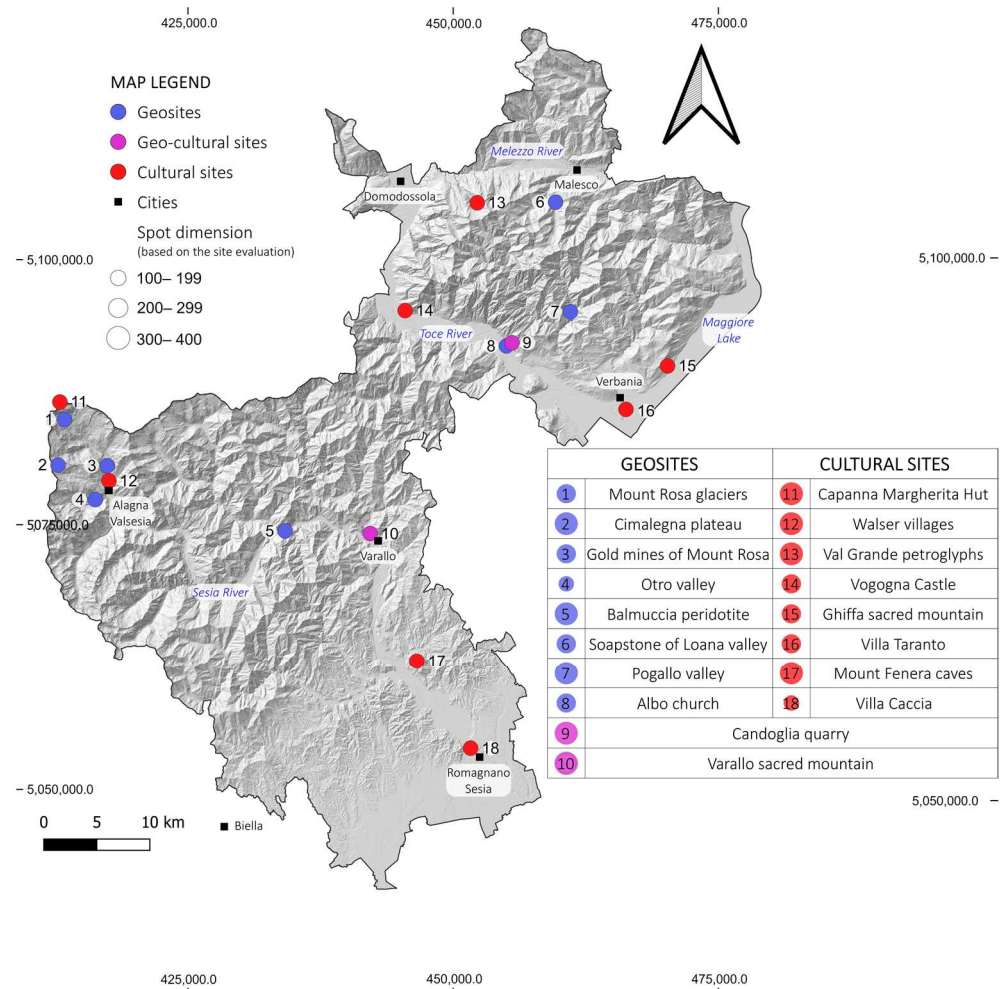 425,000.0
450,000.0
475,000.0
MAP LEGEND
Geosites
Geo-cultural sites
Cultural sites
Cities
Spot dimension
(based on the site evaluation)
100– 199
200– 299
300– 400
Melezzo River
Malesco
Domodossola
13
6
5,100,000.0
5,100,000.0
14
7
Toce River
Maggiore
Lake
8
9
15
Verbania
16
11
1
2
3
12
4
Alagna
Valsesia
5075000.0
5
10
Varallo
Sesia River
17
18
Romagnano
Sesia
5,050,000.0
5,050,000.0
0 5 10 km
Biella
GEOSITES CULTURAL SITES
1 Mount Rosa glaciers 11 Capanna Margherita Hut
2 Cimalegna plateau 12 Walser villages
3 Gold mines of Mount Rosa 13 Val Grande petroglyphs
4 Otro valley 14 Vogogna Castle
5 Balmuccia peridotite 15 Ghiffa sacred mountain
6 Soapstone of Loana valley 16 Villa Taranto
7 Pogallo valley 17 Mount Fenera caves
8 Albo church 18 Villa Caccia
9 Candoglia quarry
10 Varallo sacred mountain
425,000.0
450,000.0
475,000.0